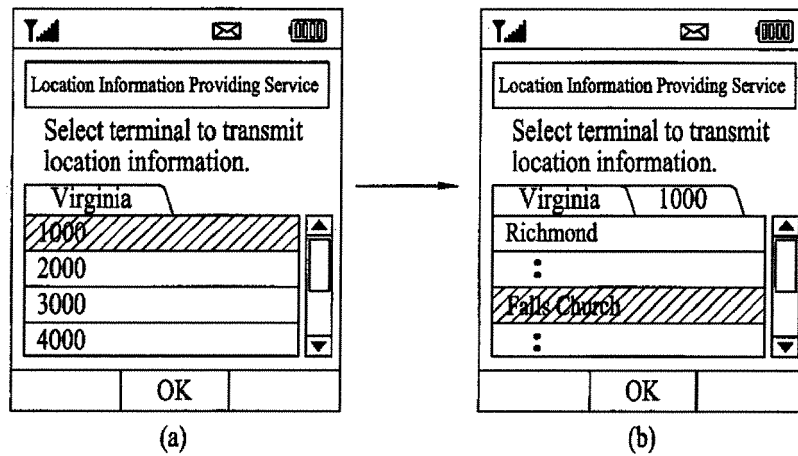 Location Information Providing Service
Select terminal to transmit
location information.
Virginia
1000
2000
3000
4000
OK
(a)
Location Information Providing Service
Select terminal to transmit
location information.
Virginia 1000
Richmond
:
Falls Church
:
OK
(b)